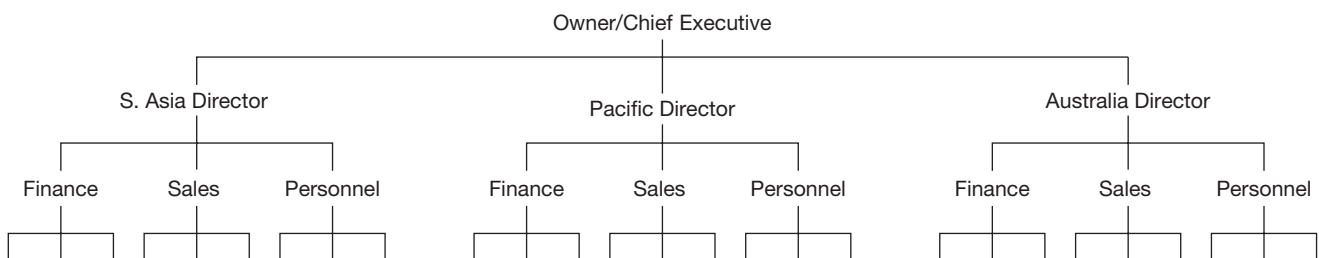 Owner/Chief Executive
S. Asia Director
Pacific Director
Australia Director
Finance Sales Personnel Finance Sales Personnel Finance Sales Personnel